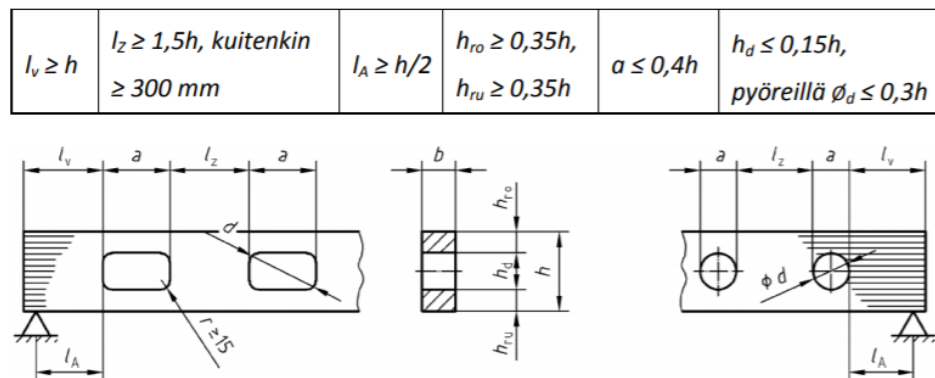 l_v ≥ h
l_Z ≥ 1,5h, kuitenkin
≥ 300 mm
l_A ≥ h/2
h_ro ≥ 0,35h,
h_ru ≥ 0,35h
a ≤ 0,4h
h_d ≤ 0,15h,
pyöreillä Ø_d ≤ 0,3h
l_v a l_z a
d
r≥15
l_A
b
h_ro
h_d
h
h_ru
a l_z a l_v
ϕ d
l_A